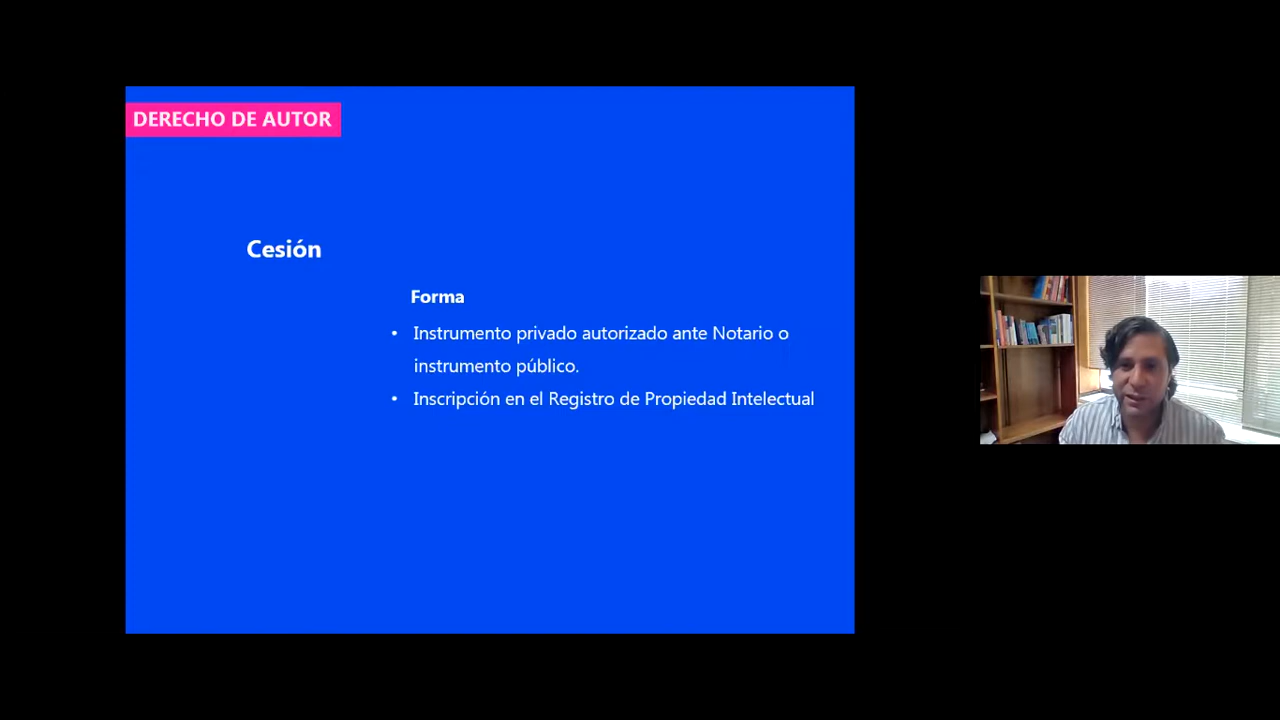 DERECHO DE AUTOR
Cesión
Forma
• Instrumento privado autorizado ante Notario o
instrumento público.
• Inscripción en el Registro de Propiedad Intelectual